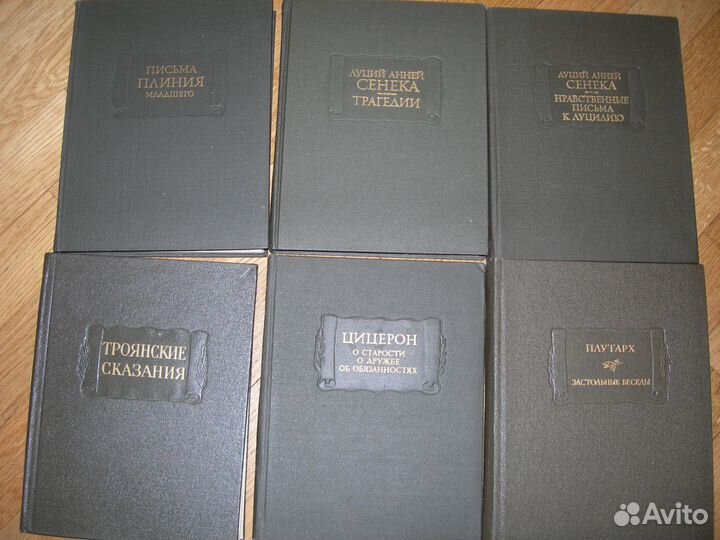 ПИСЬМА
ПЛИНИЯ
МЛАДШЕГО
ЛУЦИЙ АННЕЙ
СЕНЕКА
ТРАГЕДИИ
ЛУЦИЙ АННЕЙ
СЕНЕКА
НРАВСТВЕННЫЕ
ПИСЬМА
К ЛУЦИЛИЮ
ТРОЯНСКИЕ
СКАЗАНИЯ
ЦИЦЕРОН
О СТАРОСТИ
О ДРУЖБЕ
ОБ ОБЯЗАННОСТЯХ
ПЛУТАРХ
ЗАСТОЛЬНЫЕ БЕСЕДЫ
Avito